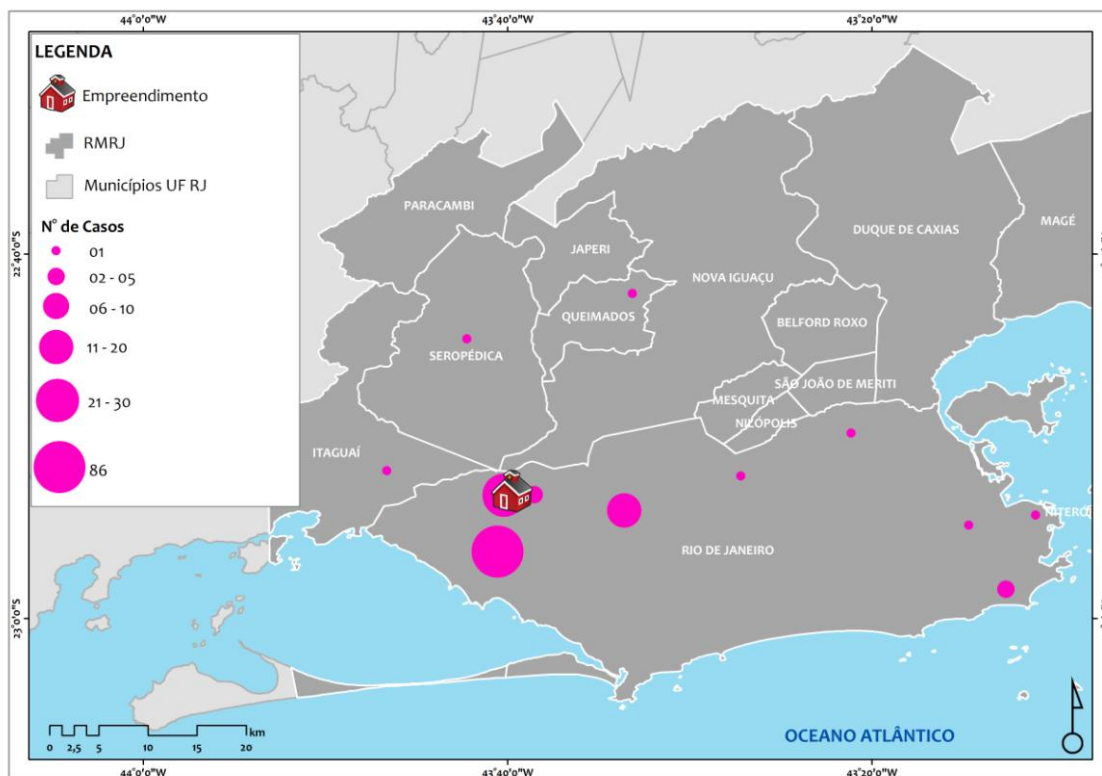 44°0'0"W
43°40'0"W
43°20'0"W
LEGENDA
Empreendimento
RMRJ
Municípios UF RJ
N° de Casos
01
02 - 05
06 - 10
11 - 20
21 - 30
86
22°40'0"S
23°0'0"S
PARACAMBI
DUQUE DE CAXIAS
MAGÉ
JAPERI
NOVA IGUAÇU
QUEIMADOS
BELFORD ROXO
SEROPÉDICA
SÃO JOÃO DE MERITI
MESQUITA
NILÓPOLIS
ITAGUAÍ
RIO DE JANEIRO
OCEANO ATLÂNTICO
km
0 2,5 5 10 15 20
44°0'0"W
43°40'0"W
43°20'0"W